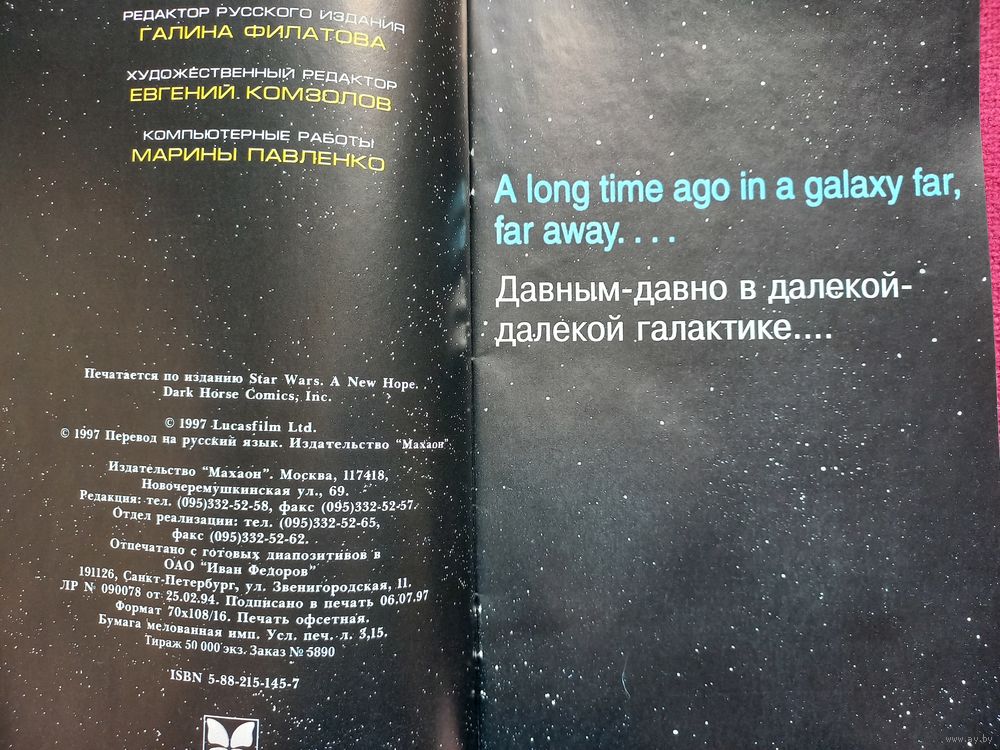 РЕДАКТОР РУССКОГО ИЗДАНИЯ
ГАЛИНА ФИЛАТОВА
ХУДОЖЕСТВЕННЫЙ РЕДАКТОР
ЕВГЕНИЙ КОМЗОЛОВ
КОМПЬЮТЕРНЫЕ РАБОТЫ
МАРИНЫ ПАВЛЕНКО
Печатается по изданию Star Wars. A New Hope.
Dark Horse Comics, Inc.
© 1997 Lucasfilm Ltd.
© 1997 Перевод на русский язык. Издательство “Махаон”.
Издательство “Махаон”. Москва, 117418,
Новочеремушкинская ул., 69.
Редакция: тел. (095)332-52-58, факс (095)332-52-57.
Отдел реализации: тел. (095)332-52-65,
факс (095)332-52-62.
Отпечатано с готовых диапозитивов в
ОАО “Иван Федоров”
191126, Санкт-Петербург, ул. Звенигородская, 11.
ЛР № 090078 от 25.02.94. Подписано в печать 06.07.97
Формат 70х108/16. Печать офсетная.
Бумага мелованная имп. Усл. печ. л. 3,15.
Тираж 50 000 экз. Заказ № 5890
ISBN 5-88-215-145-7
A long time ago in a galaxy far,
far away. . . .
Давным-давно в далекой-
далекой галактике....
www.ay.by